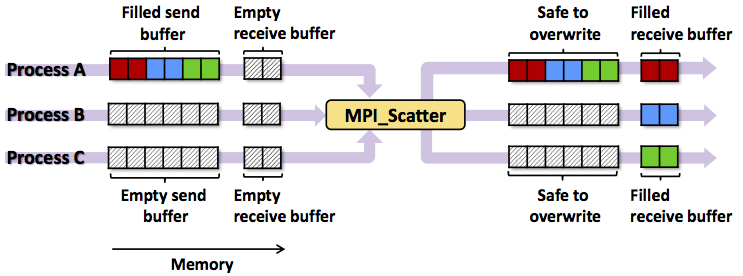 Filled send
buffer
Empty
receive buffer
Safe to
overwrite
Filled
receive buffer
Process A
Process B
MPI_Scatter
Process C
Empty send
buffer
Empty
receive buffer
Safe to
overwrite
Filled
receive buffer
Memory